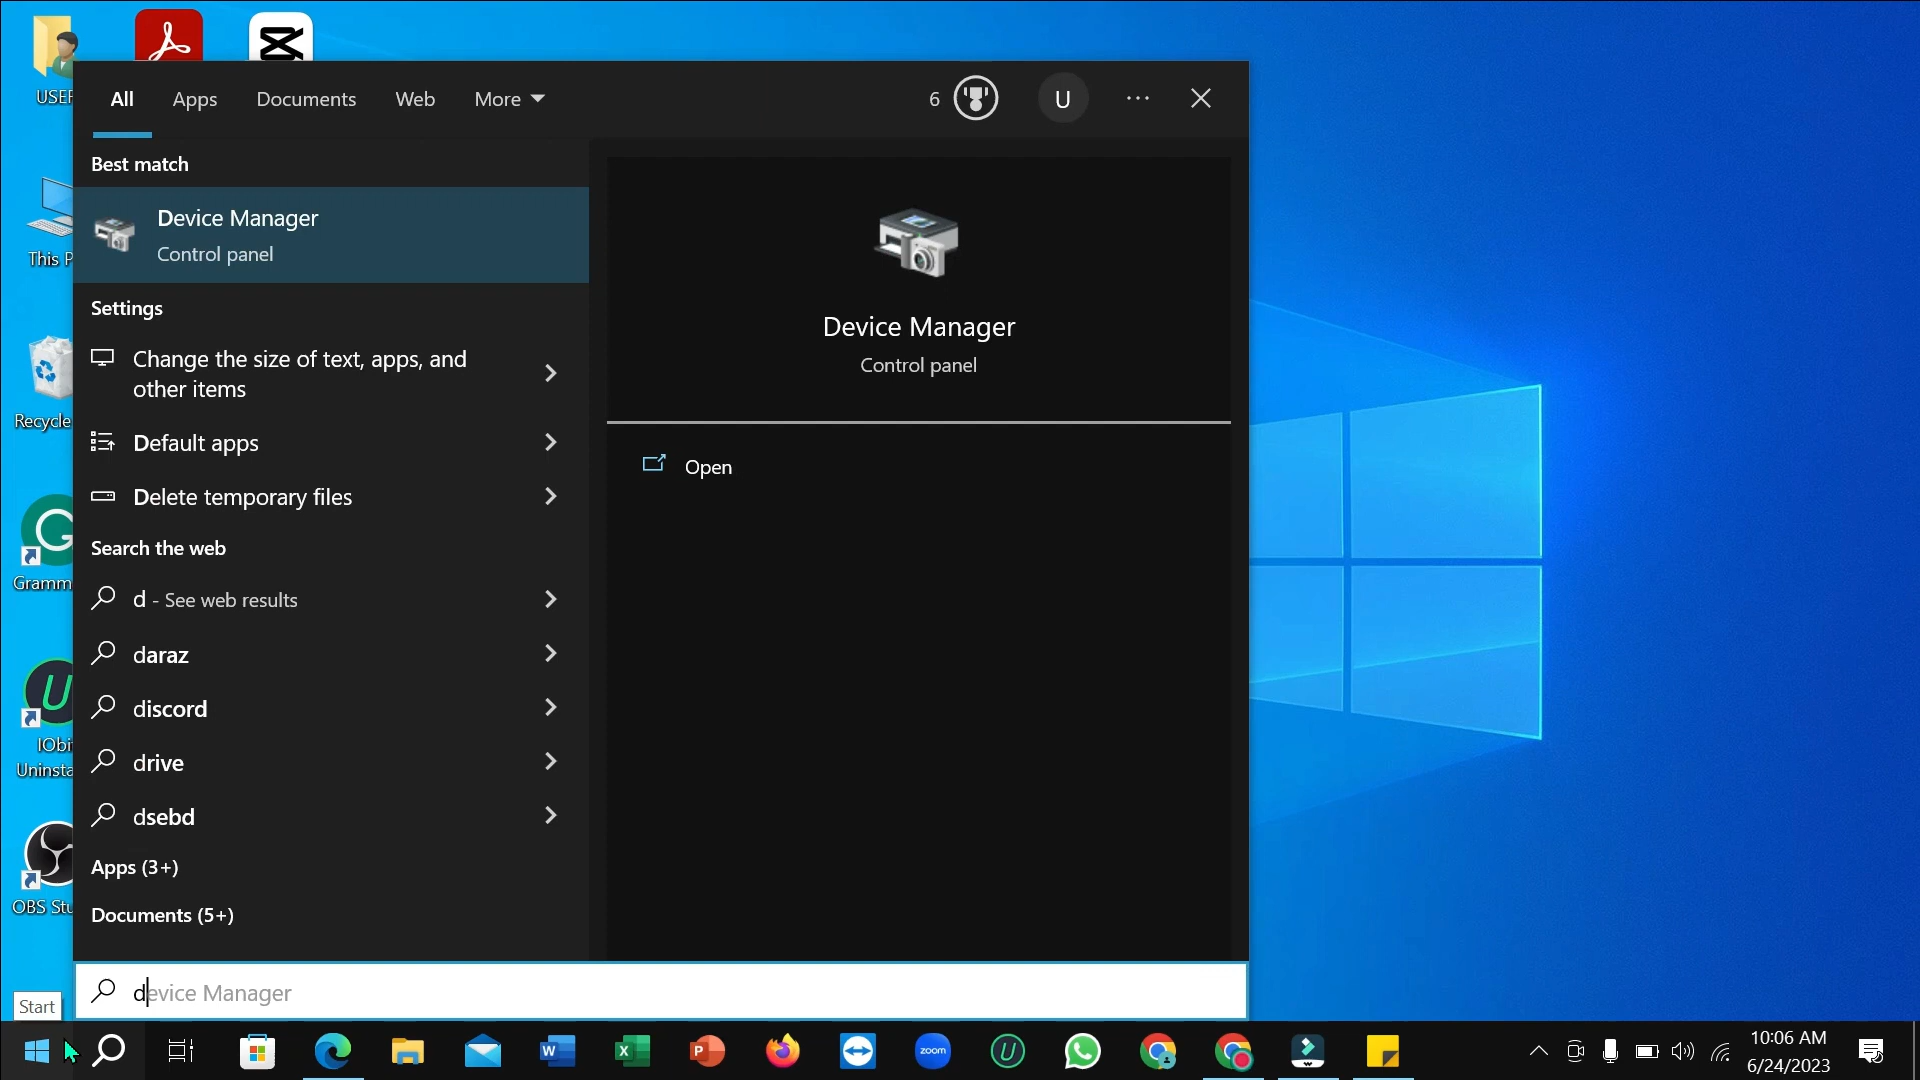 USER
This P
Recycle
Gramm
IObi
Uninsta
OBS Stu
All Apps Documents Web More
6 U
Best match
Device Manager
Control panel
Settings
Change the size of text, apps, and
other items
Default apps
Delete temporary files
Search the web
d - See web results
daraz
discord
drive
dsebd
Apps (3+)
Documents (5+)
Device Manager
Control panel
Open
device Manager
Start
W
X
P
zoom
U
10:06 AM
6/24/2023